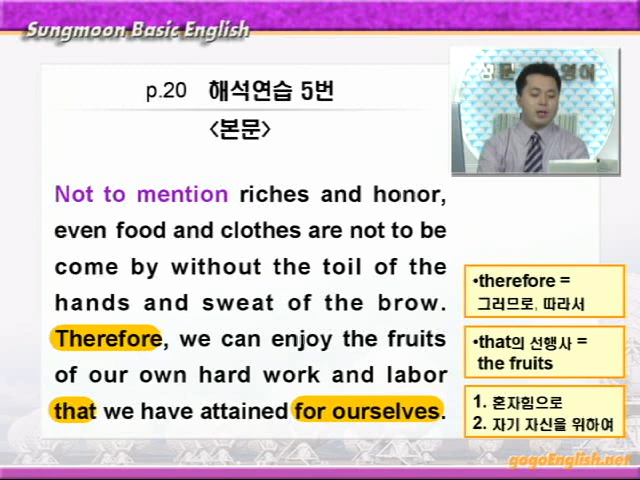 Sungmoon Basic English
p.20 해석연습 5번
<본문>
Not to mention riches and honor,
even food and clothes are not to be
come by without the toil of the
hands and sweat of the brow.
Therefore, we can enjoy the fruits
of our own hard work and labor
that we have attained for ourselves.
•therefore =
그러므로, 따라서
•that의 선행사 =
the fruits
1. 혼자힘으로
2. 자기 자신을 위하여
gogoEnglish.net